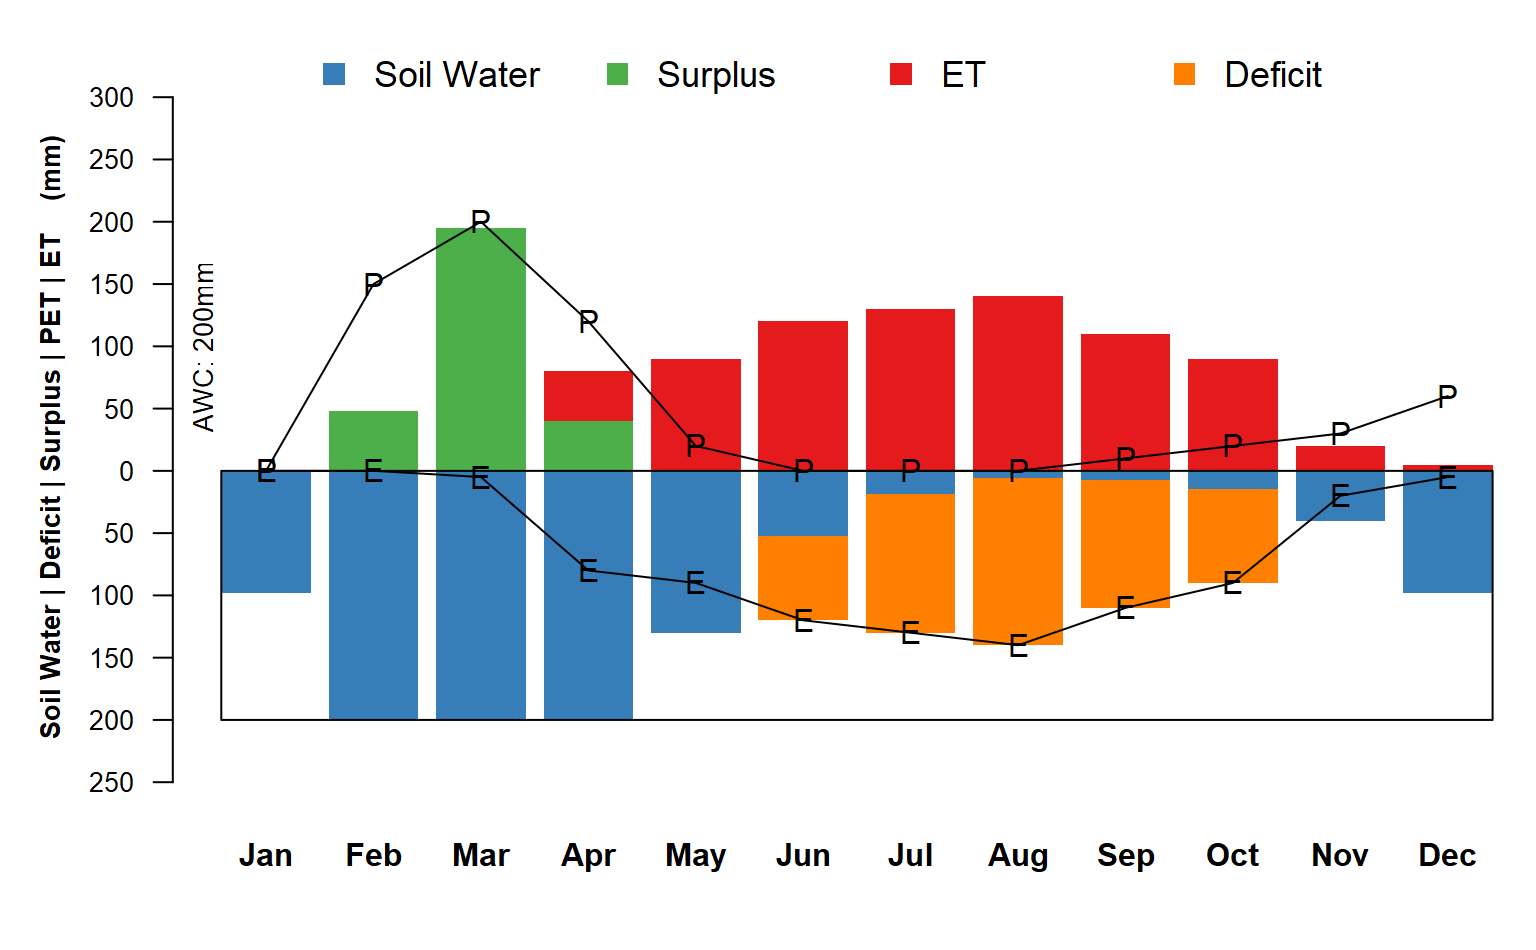 Soil Water Surplus ET Deficit
300
250
200
150
100
50
0
50
100
150
200
250
Soil Water | Deficit | Surplus | PET | ET (mm)
AWC: 200mm
P P P P P P P P P P P P
E E E E E E E E E E E E
Jan Feb Mar Apr May Jun Jul Aug Sep Oct Nov Dec